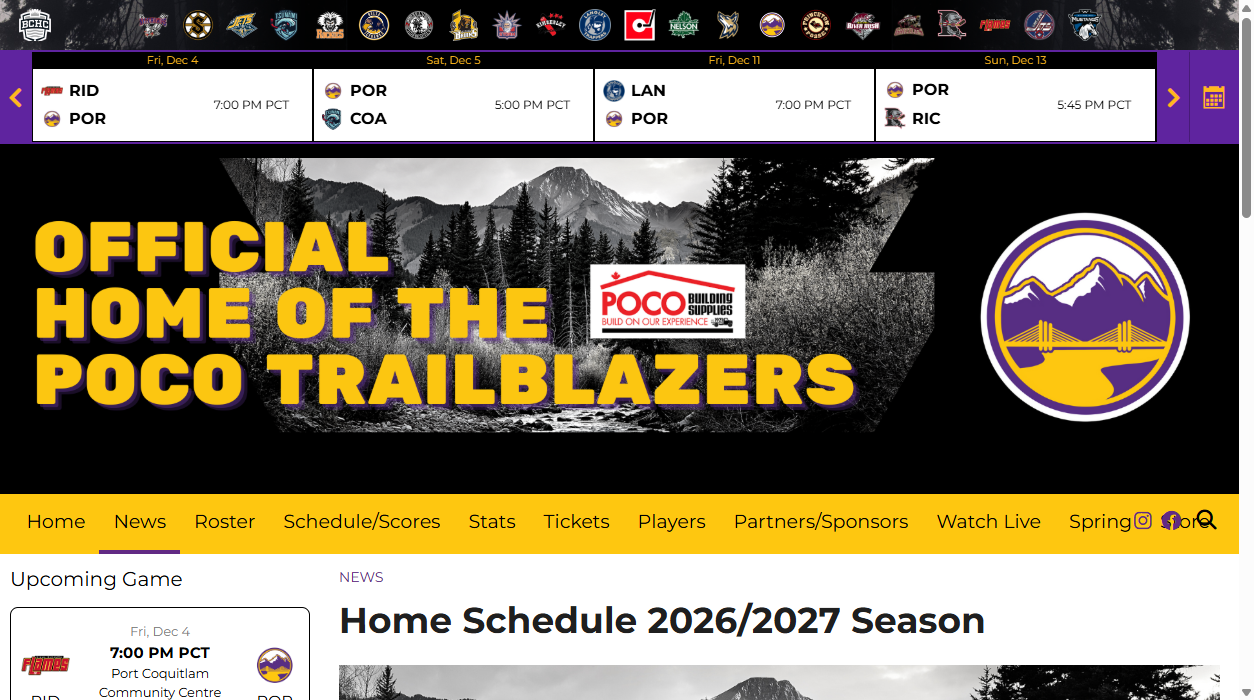 BCHC
Fri, Dec 4
RID
POR
7:00 PM PCT
Sat, Dec 5
POR
COA
5:00 PM PCT
Fri, Dec 11
LAN
POR
7:00 PM PCT
Sun, Dec 13
POR
RIC
5:45 PM PCT
OFFICIAL
HOME OF THE
POCO TRAILBLAZERS
POCO BUILDING SUPPLIES
BUILD ON OUR EXPERIENCE
Home News Roster Schedule/Scores Stats Tickets Players Partners/Sponsors Watch Live Spring Store
Upcoming Game
Fri, Dec 4
7:00 PM PCT
Port Coquitlam
Community Centre
Flames
RID
POR
NEWS
Home Schedule 2026/2027 Season